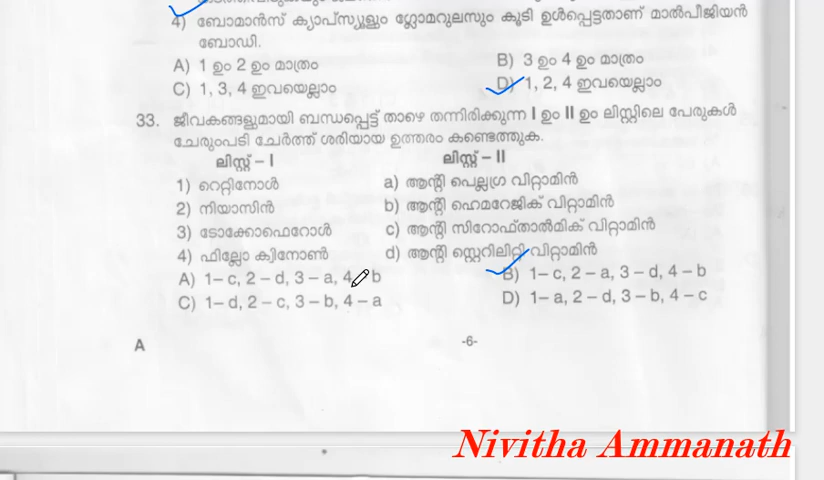 4) ബോമാൻസ് ക്യാപ്സ്യൂളും ഗ്ലോമറുലസും കൂടി ഉൾപ്പെട്ടതാണ് മാൽപീജിയൻ
ബോഡി.
A) 1 ഉം 2 ഉം മാത്രം B) 3 ഉം 4 ഉം മാത്രം
C) 1, 3, 4 ഇവയെല്ലാം D) 1, 2, 4 ഇവയെല്ലാം
33. ജീവകങ്ങളുമായി ബന്ധപ്പെട്ട് താഴെ തന്നിരിക്കുന്ന I ഉം II ഉം ലിസ്റ്റിലെ പേരുകൾ
ചേരുംപടി ചേർത്ത് ശരിയായ ഉത്തരം കണ്ടെത്തുക.
ലിസ്റ്റ് – I ലിസ്റ്റ് – II
1) റെറ്റിനോൾ a) ആന്റി പെല്ലഗ്ര വിറ്റാമിൻ
2) നിയാസിൻ b) ആന്റി ഹെമറേജിക് വിറ്റാമിൻ
3) ടോക്കോഫെറോൾ c) ആന്റി സിറോഫ്താൽമിക് വിറ്റാമിൻ
4) ഫില്ലോ ക്വിനോൺ d) ആന്റി സ്റ്റെറിലിറ്റി വിറ്റാമിൻ
A) 1– c, 2 – d, 3 – a, 4 b B) 1– c, 2 – a, 3 – d, 4 – b
C) 1– d, 2 – c, 3 – b, 4 – a D) 1– a, 2 – d, 3 – b, 4 – c
A -6-
Nivitha Ammanath